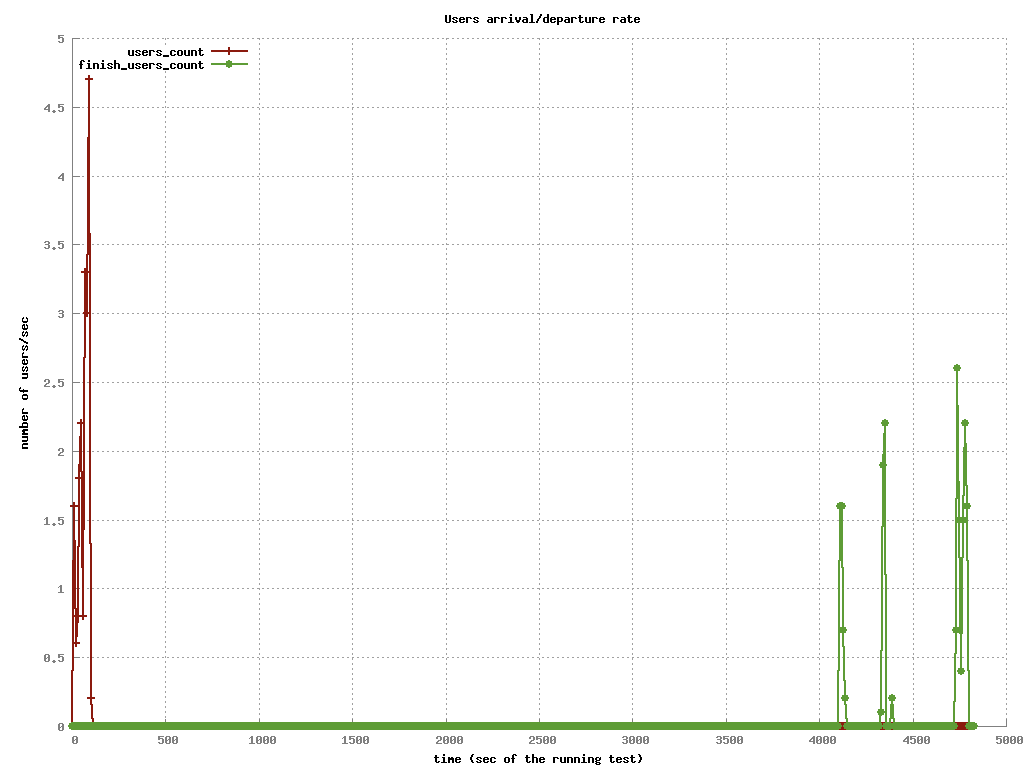 Users arrival/departure rate
users_count
finish_users_count
5
4.5
4
3.5
3
2.5
2
1.5
1
0.5
0
number of users/sec
0 500 1000 1500 2000 2500 3000 3500 4000 4500 5000
time (sec of the running test)